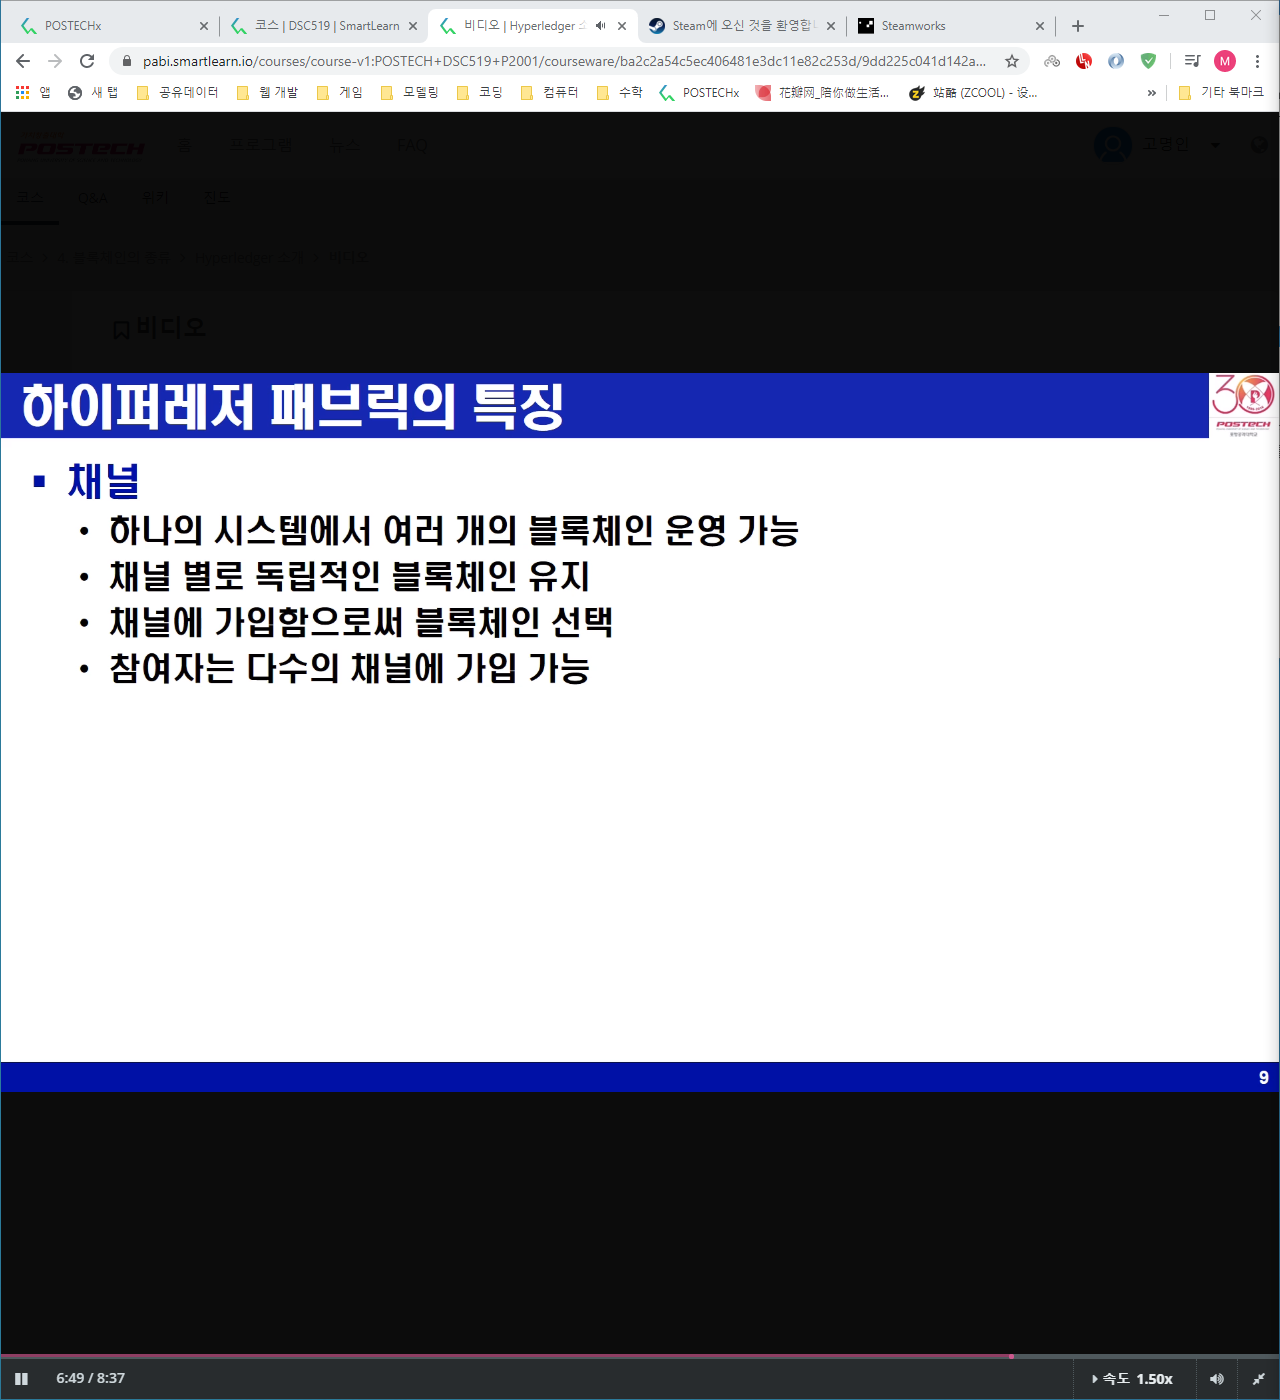 POSTECHx
코스 | DSC519 | SmartLearn
비디오 | Hyperledger 소
Steam에 오신 것을 환영합니
Steamworks
pabi.smartlearn.io/courses/course-v1:POSTECH+DSC519+P2001/courseware/ba2c2a54c5ec406481e3dc11e82c253d/9dd225c041d142a...
M
앱
새 탭
공유데이터
웹 개발
게임
모델링
코딩
컴퓨터
수학
POSTECHx
花瓣网_陪你做生活...
站酷 (ZCOOL) - 设...
»
기타 북마크
POSTECH
홈
프로그램
뉴스
FAQ
고영인
코스
Q&A
위키
진도
비디오
하이퍼레저 패브릭의 특징
30
POSTECH
채널
• 하나의 시스템에서 여러 개의 블록체인 운영 가능
• 채널 별로 독립적인 블록체인 유지
• 채널에 가입함으로써 블록체인 선택
• 참여자는 다수의 채널에 가입 가능
9
6:49 / 8:37
속도 1.50x